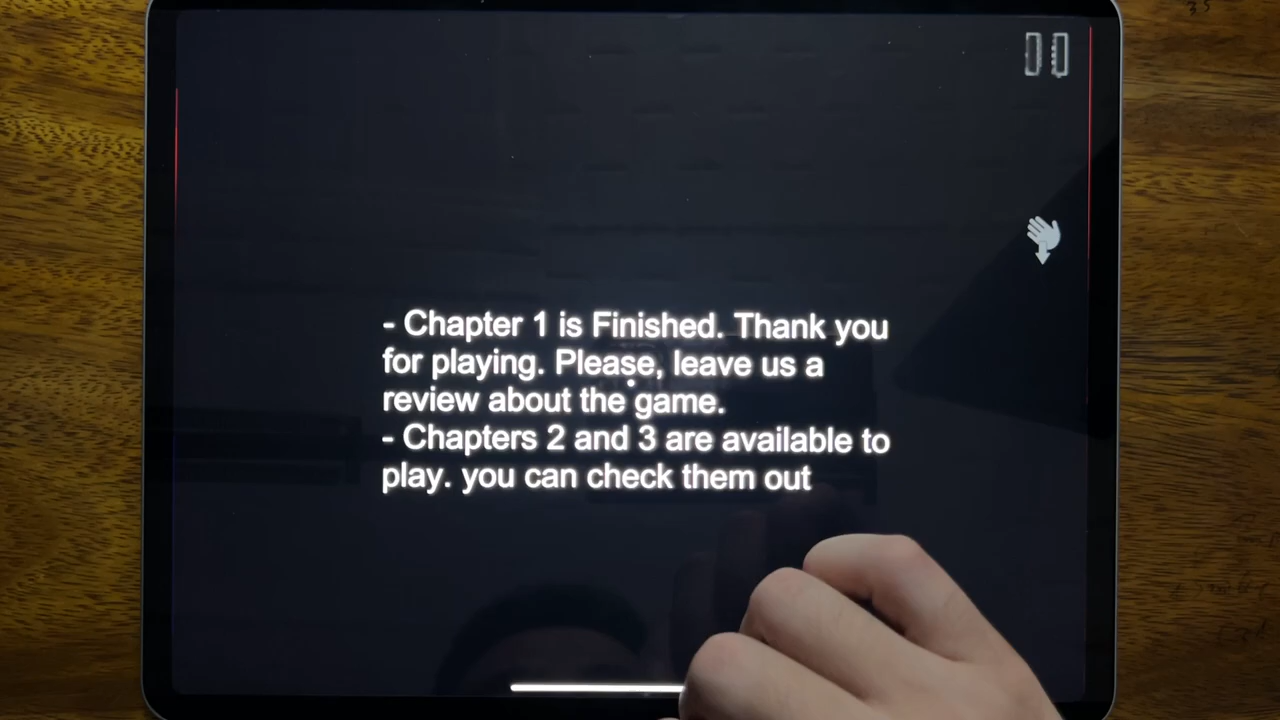 - Chapter 1 is Finished. Thank you
for playing. Please, leave us a
review about the game.
- Chapters 2 and 3 are available to
play. you can check them out